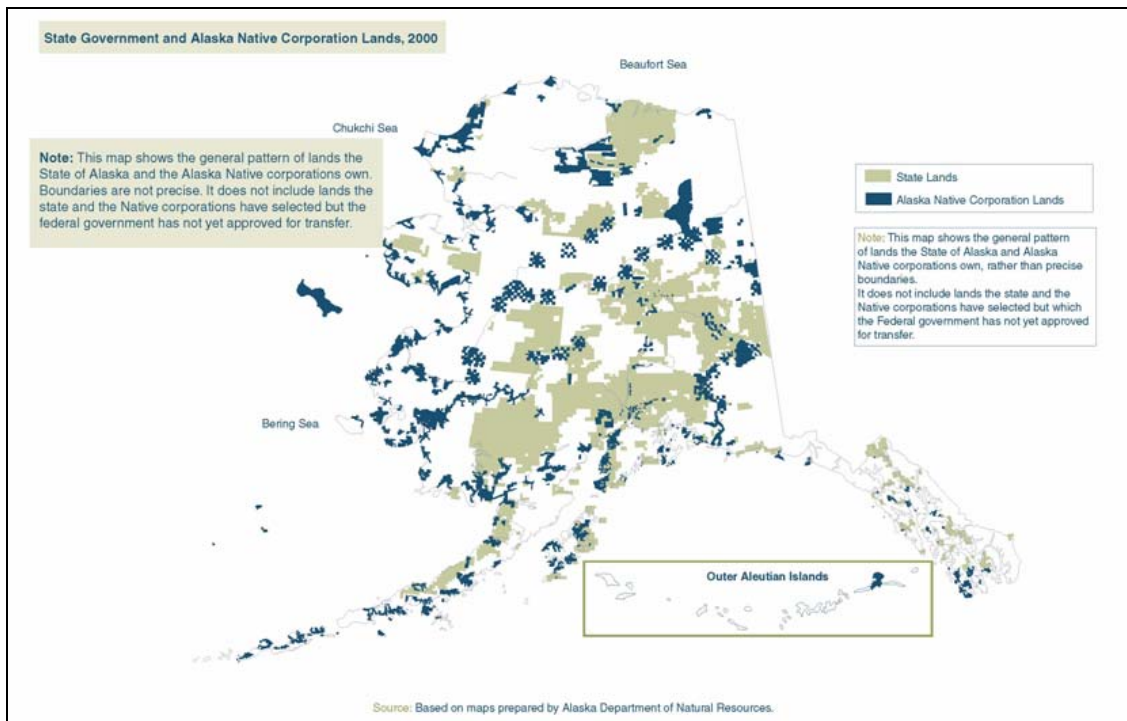 State Government and Alaska Native Corporation Lands, 2000
Beaufort Sea
Chukchi Sea
Note: This map shows the general pattern of lands the
State of Alaska and the Alaska Native corporations own.
Boundaries are not precise. It does not include lands the
state and the Native corporations have selected but the
federal government has not yet approved for transfer.
State Lands
Alaska Native Corporation Lands
Note: This map shows the general pattern
of lands the State of Alaska and Alaska
Native corporations own, rather than precise
boundaries.
It does not include lands the state and the
Native corporations have selected but which
the Federal government has not yet approved
for transfer.
Bering Sea
Outer Aleutian Islands
Source: Based on maps prepared by Alaska Department of Natural Resources.